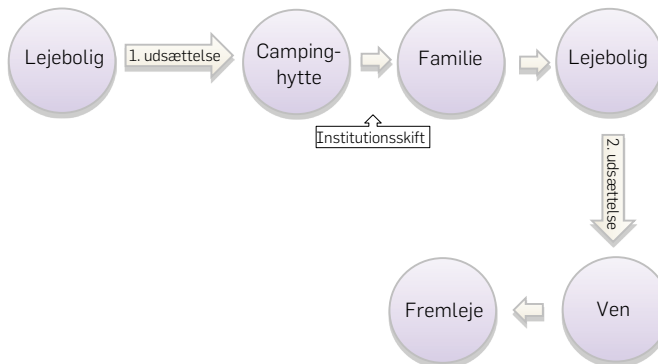 Lejebolig
1. udsættelse
Camping-
hytte
Familie
Lejebolig
Institutionsskift
2. udsættelse
Ven
Fremleje